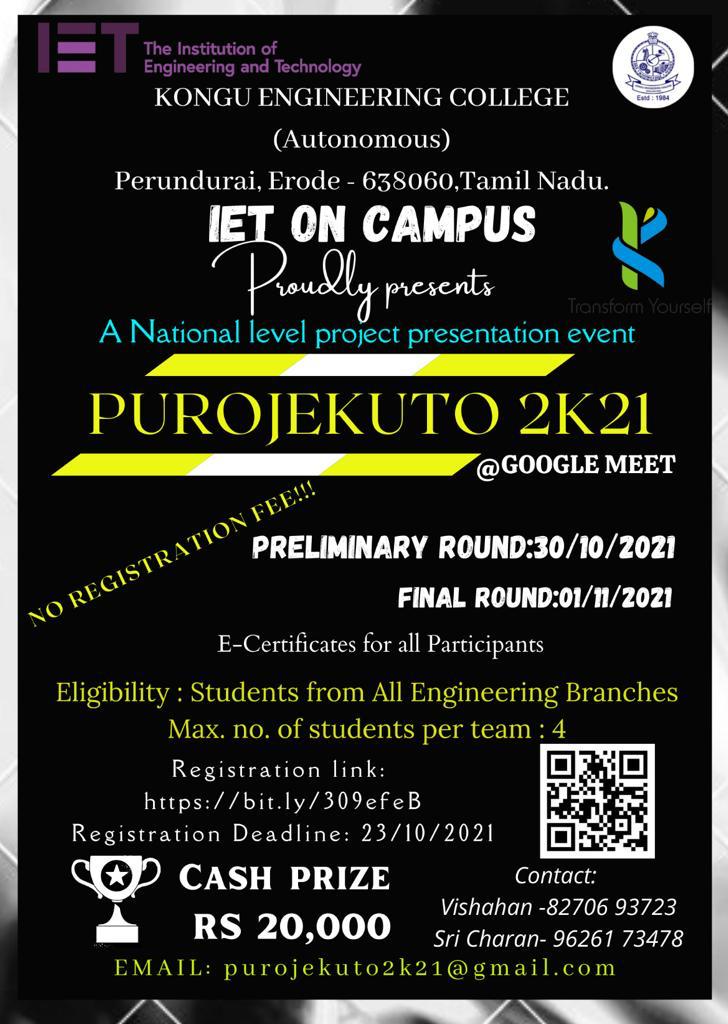 IET The Institution of
Engineering and Technology
Estd : 1984
KONGU ENGINEERING COLLEGE
(Autonomous)
Perundurai, Erode - 638060,Tamil Nadu.
IET ON CAMPUS
Proudly presents
Transform Yourself
A National level project presentation event
PUROJEKUTO 2K21
@GOOGLE MEET
NO REGISTRATION FEE!!!
PRELIMINARY ROUND:30/10/2021
FINAL ROUND:01/11/2021
E-Certificates for all Participants
Eligibility : Students from All Engineering Branches
Max. no. of students per team : 4
Registration link:
https://bit.ly/309efeB
Registration Deadline: 23/10/2021
CASH PRIZE
RS 20,000
Contact:
Vishahan -82706 93723
Sri Charan- 96261 73478
EMAIL: purojekuto2k21@gmail.com